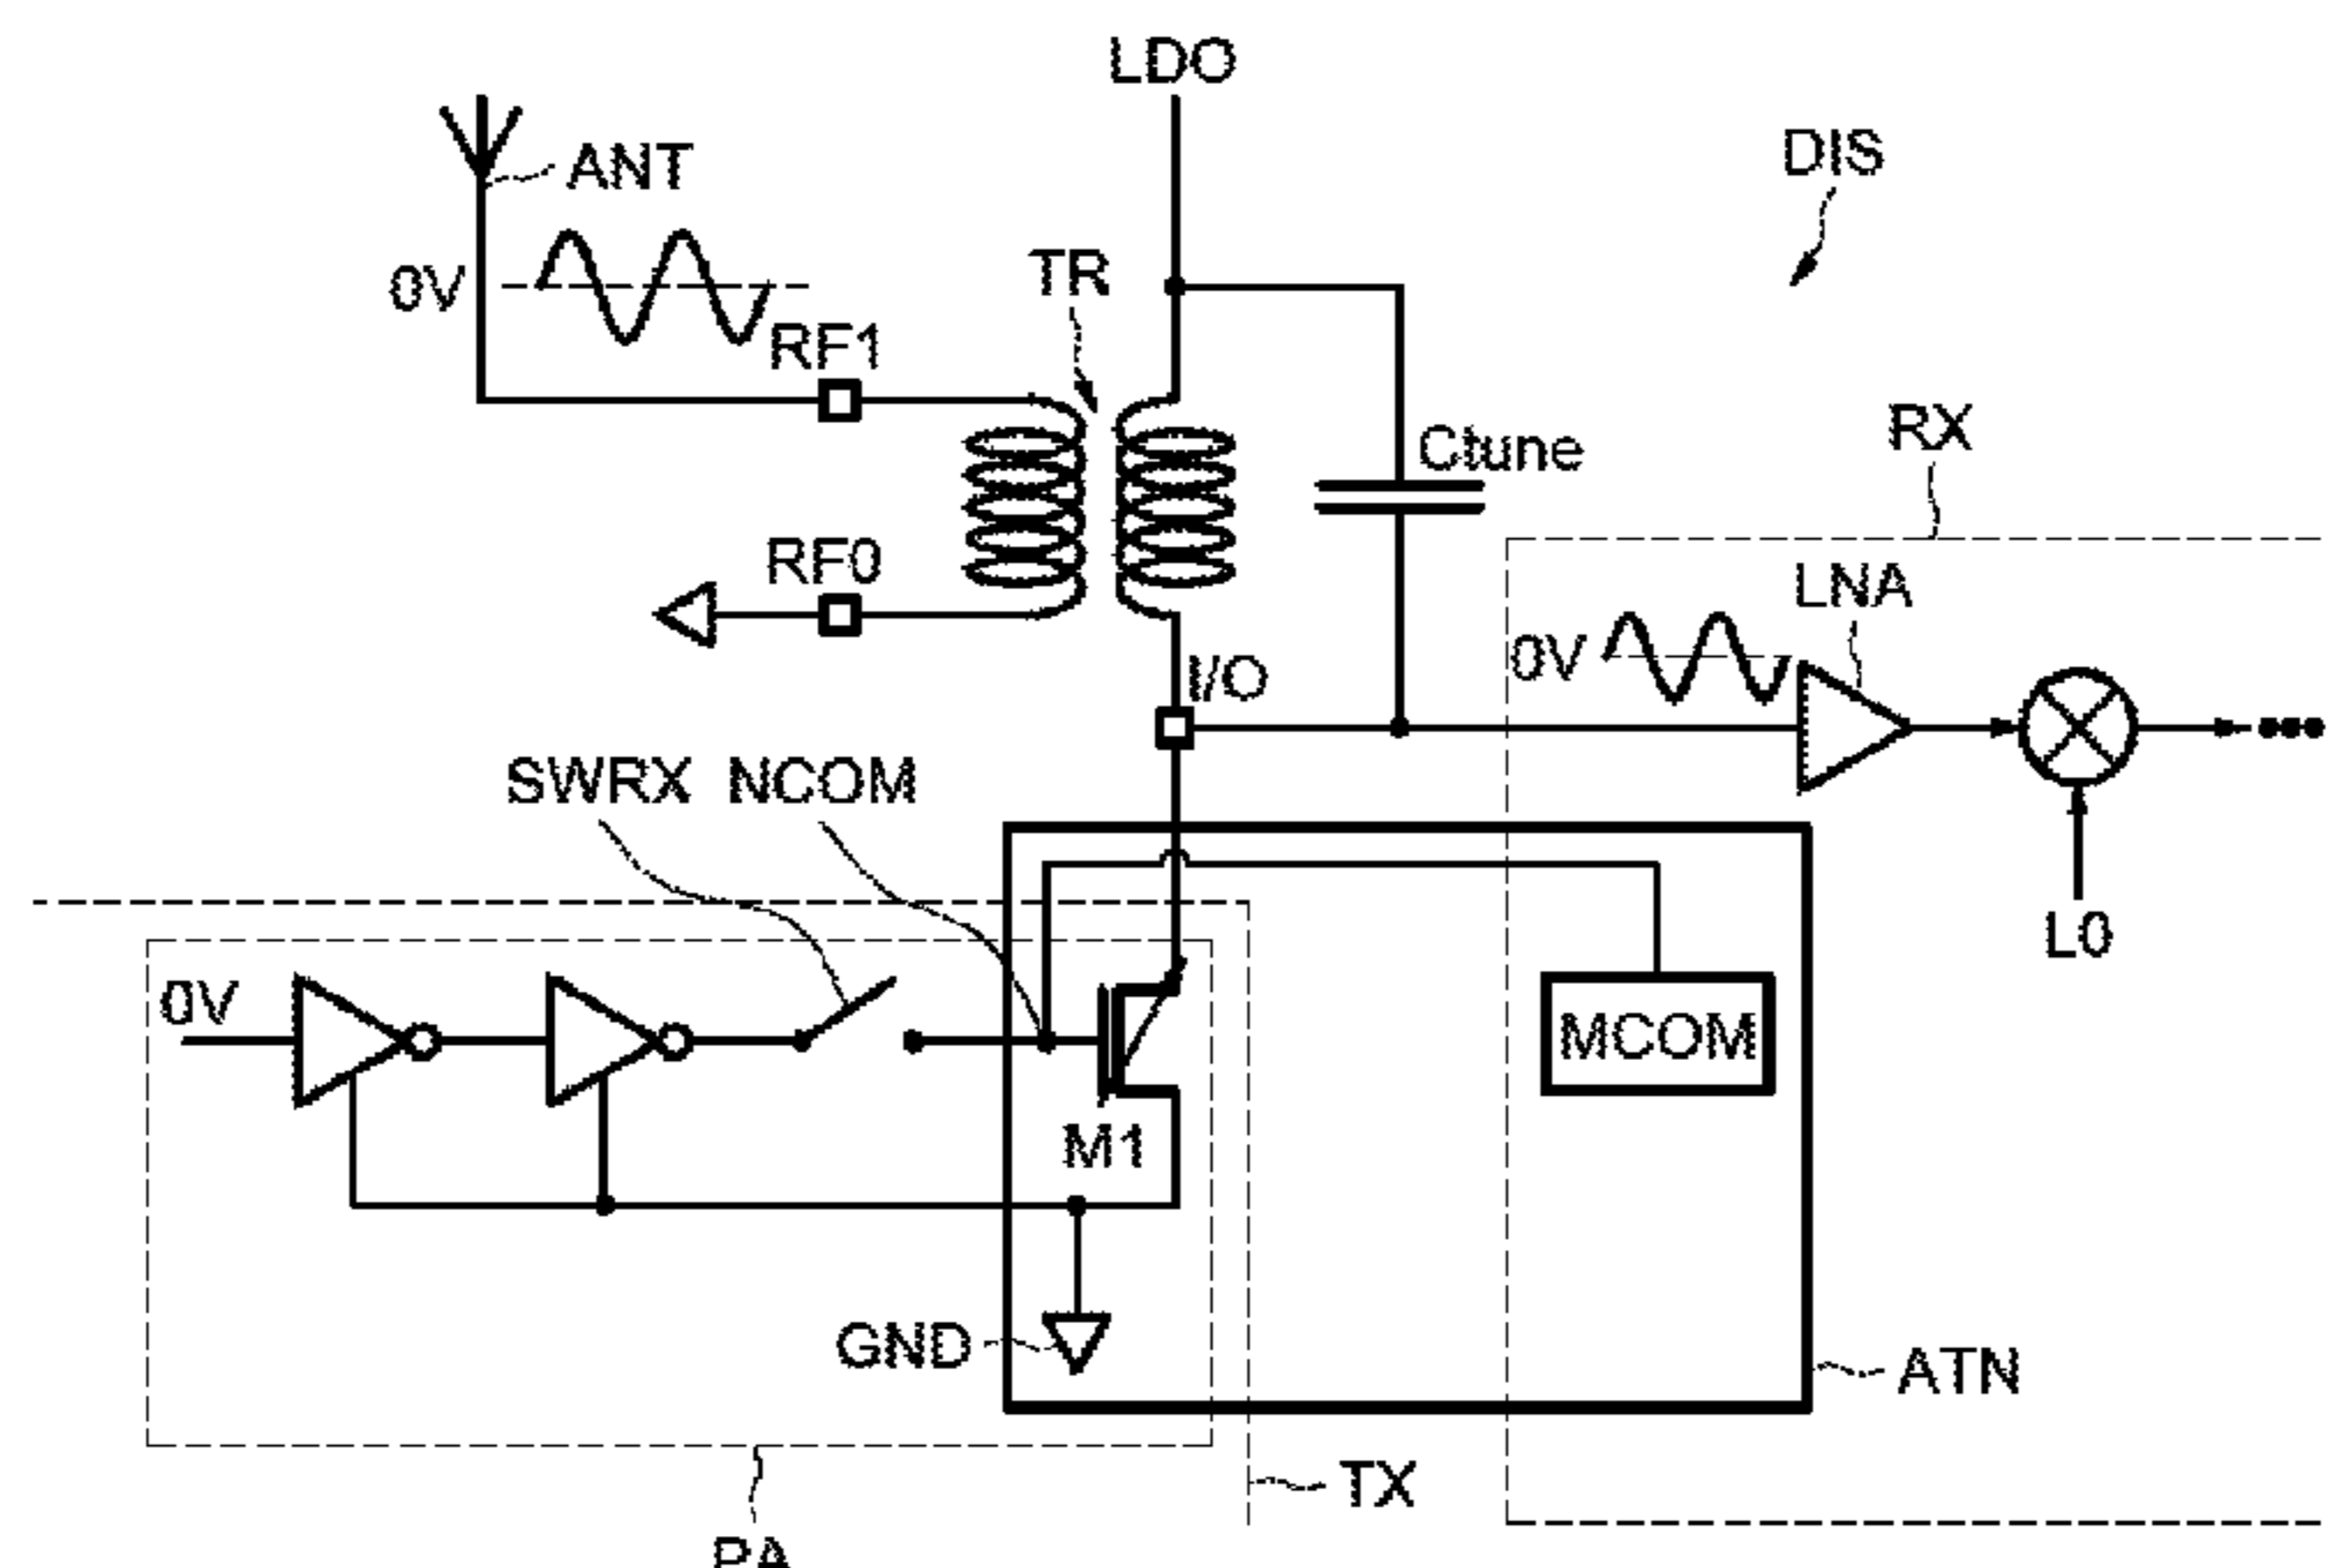 LDO
DIS
ANT
TR
0V
RF1
Ctune
RX
RF0
LNA
I/O
0V
SWRX NCOM
L0
0V
MCOM
M1
GND
ATN
TX
PA